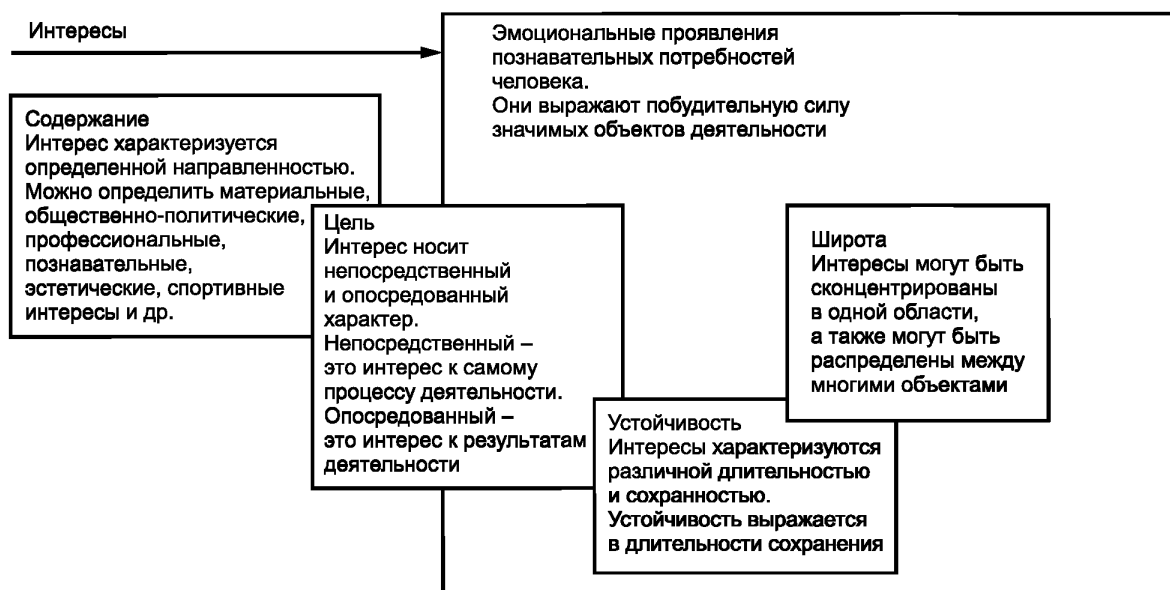 Интересы
Эмоциональные проявления
познавательных потребностей
человека.
Они выражают побудительную силу
значимых объектов деятельности
Содержание
Интерес характеризуется
определенной направленностью.
Можно определить материальные,
общественно-политические,
профессиональные,
познавательные,
эстетические, спортивные
интересы и др.
Цель
Интерес носит
непосредственный
и опосредованный
характер.
Непосредственный –
это интерес к самому
процессу деятельности.
Опосредованный –
это интерес к результатам
деятельности
Устойчивость
Интересы характеризуются
различной длительностью
и сохранностью.
Устойчивость выражается
в длительности сохранения
Широта
Интересы могут быть
сконцентрированы
в одной области,
а также могут быть
распределены между
многими объектами